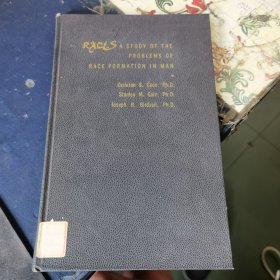 RACES A STUDY OF THE
PROBLEMS OF
RACE FORMATION IN MAN
Carleton S. Coon, Ph.D.
Stanley M. Garn, Ph.D.
Joseph B. Birdsell, Ph.D.